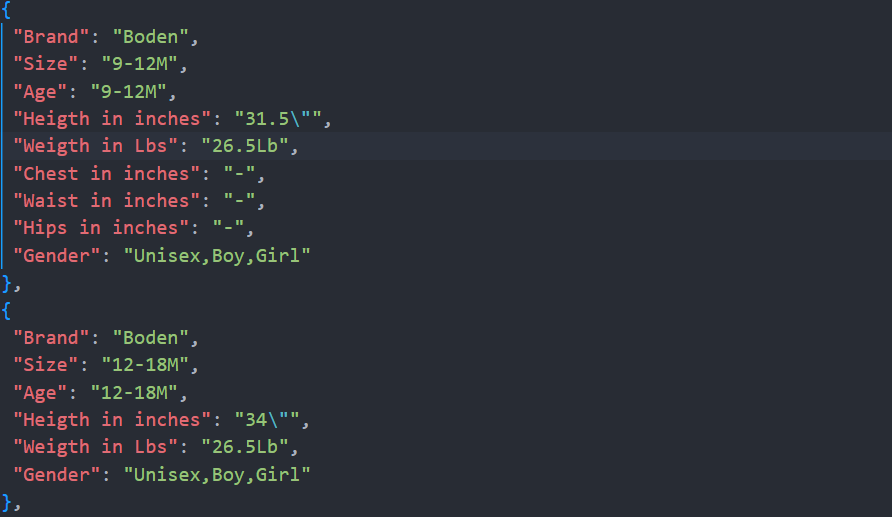 {
"Brand": "Boden",
"Size": "9-12M",
"Age": "9-12M",
"Heigth in inches": "31.5\"",
"Weigth in Lbs": "26.5Lb",
"Chest in inches": "-",
"Waist in inches": "-",
"Hips in inches": "-",
"Gender": "Unisex,Boy,Girl"
},
{
"Brand": "Boden",
"Size": "12-18M",
"Age": "12-18M",
"Heigth in inches": "34\"",
"Weigth in Lbs": "26.5Lb",
"Gender": "Unisex,Boy,Girl"
},